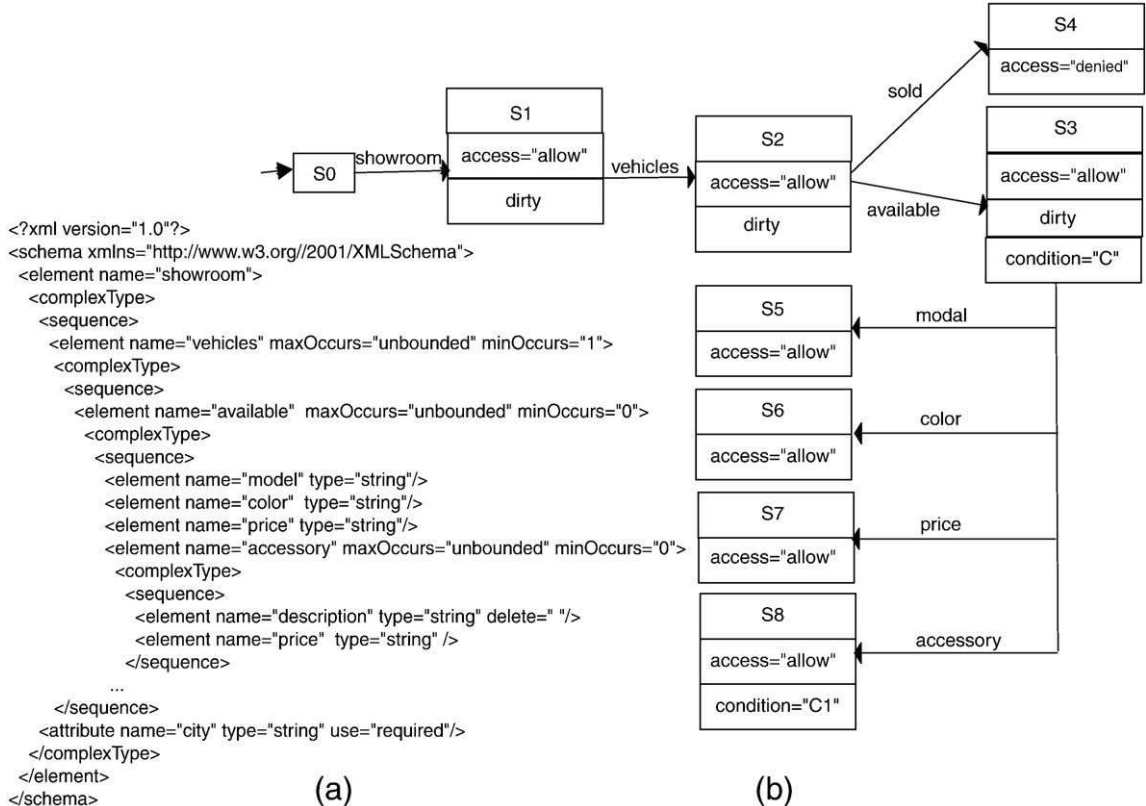 S4
access="denied"
sold
S1
S3
S2
showroom
access="allow"
S0
vehicles
access="allow"
access="allow"
dirty
available
dirty
dirty
condition="C"
<?xml version="1.0"?>
<schema xmlns="http://www.w3.org//2001/XMLSchema">
<element name="showroom">
<complexType>
<sequence>
<element name="vehicles" maxOccurs="unbounded" minOccurs="1">
<complexType>
<sequence>
<element name="available" maxOccurs="unbounded" minOccurs="0">
<complexType>
<sequence>
<element name="model" type="string"/>
<element name="color" type="string"/>
<element name="price" type="string"/>
<element name="accessory" maxOccurs="unbounded" minOccurs="0">
<complexType>
<sequence>
<element name="description" type="string" delete=" "/>
<element name="price" type="string" />
</sequence>
...
</sequence>
<attribute name="city" type="string" use="required"/>
</complexType>
</element>
</schema>
S5
modal
access="allow"
S6
color
access="allow"
S7
price
access="allow"
S8
accessory
access="allow"
condition="C1"
(a)
(b)